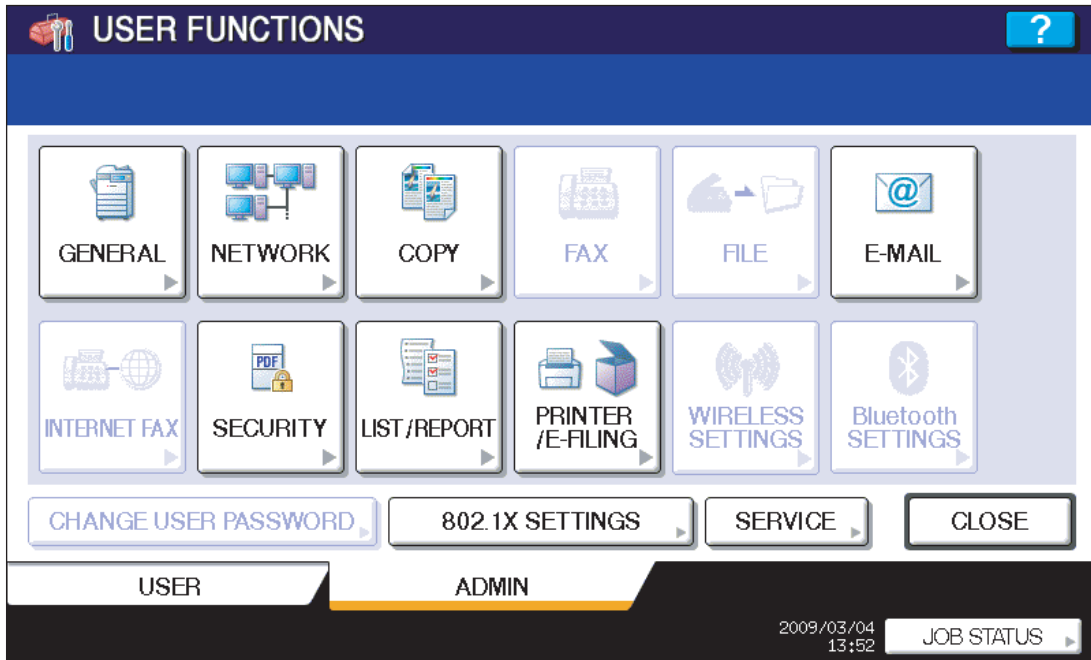 USER FUNCTIONS
?
GENERAL
NETWORK
COPY
FAX
FILE
@
E-MAIL
INTERNET FAX
PDF
SECURITY
LIST/REPORT
PRINTER
/E-FILING
WIRELESS
SETTINGS
Bluetooth
SETTINGS
CHANGE USER PASSWORD
802.1X SETTINGS
SERVICE
CLOSE
USER
ADMIN
2009/03/04
13:52
JOB STATUS